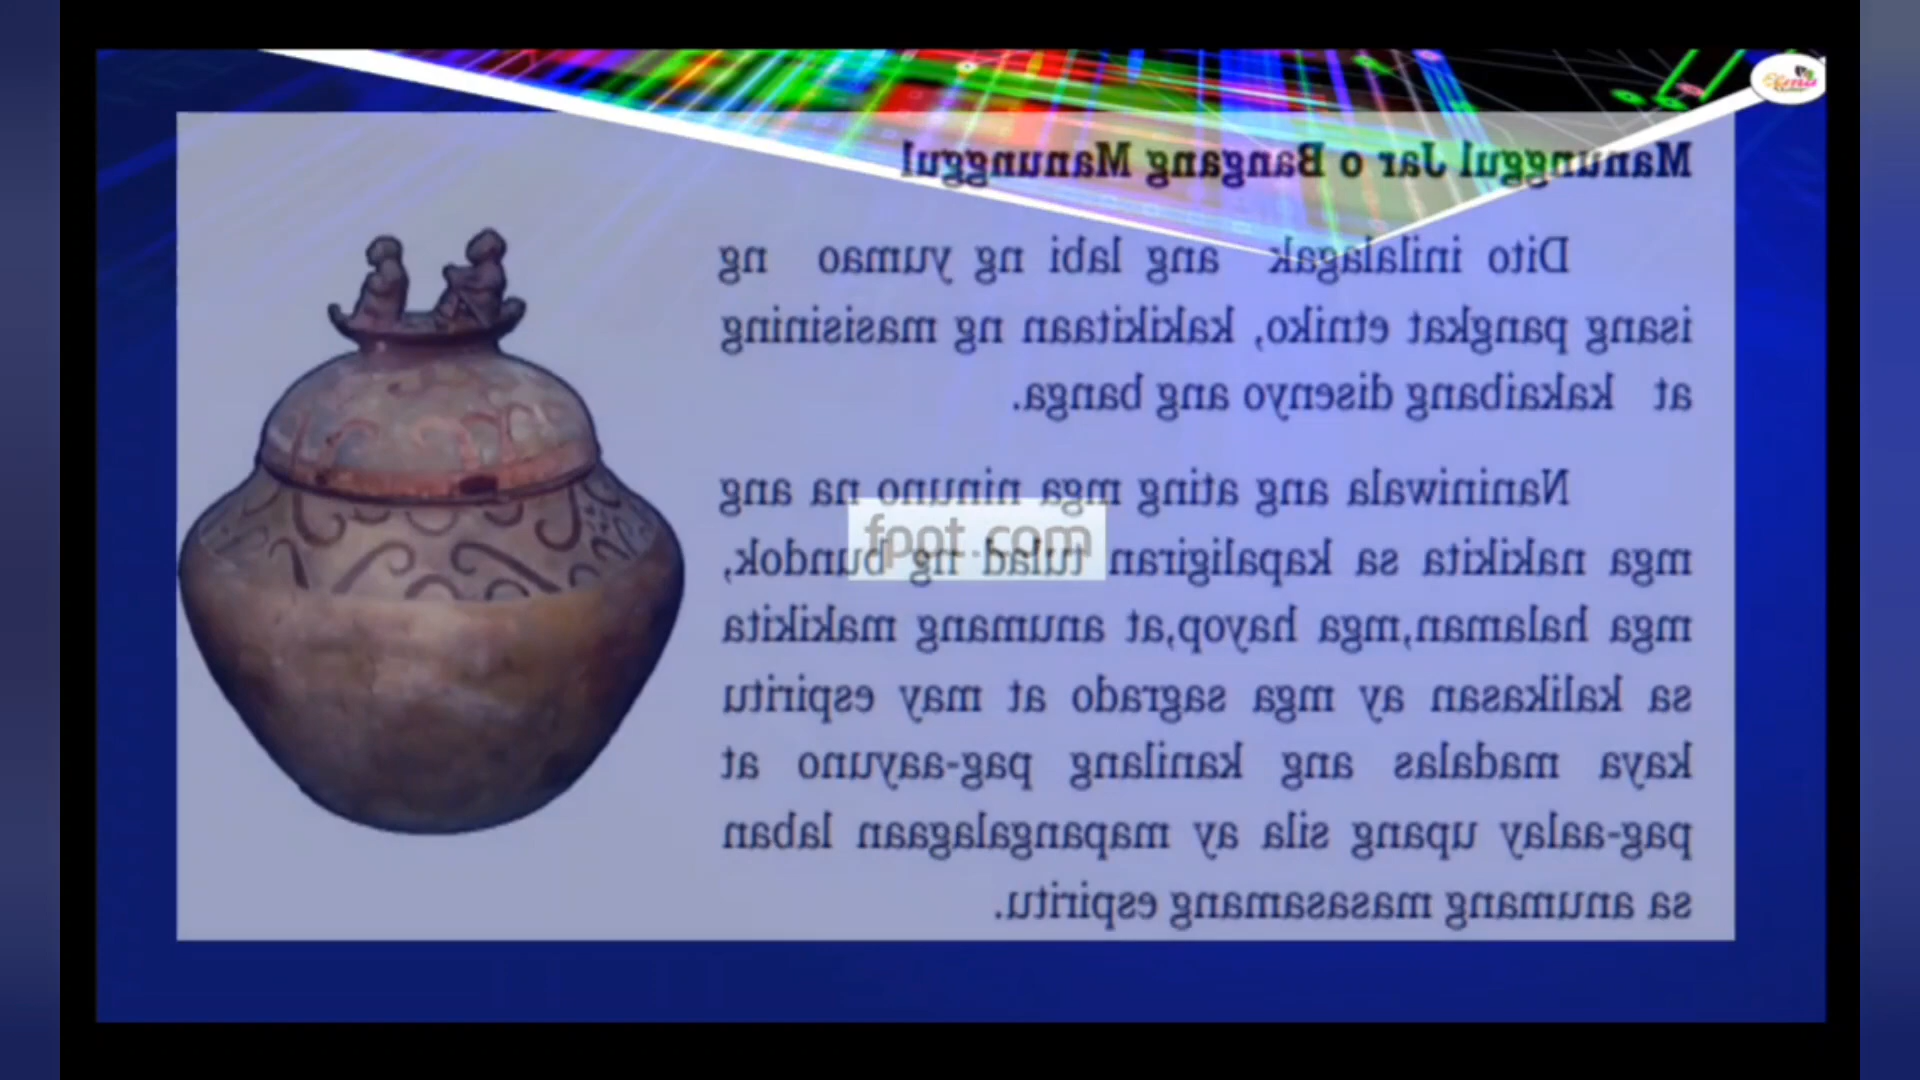 Manunggul Jar o Bangang Manunggul
Dito inilalagak ang labi ng yumao ng
isang pangkat etniko, kakikitaan ng masisining
at kakaibang disenyo ang banga.
Naniniwala ang ating mga ninuno na ang
mga nakikita sa kapaligiran tulad ng bundok,
mga halaman,mga hayop,at anumang makikita
sa kalikasan ay mga sagrado at may espiritu
kaya madalas ang kanilang pag-aayuno at
pag-aalay upang sila ay mapangalagaan laban
sa anumang massasamang espiritu.
fppt.com